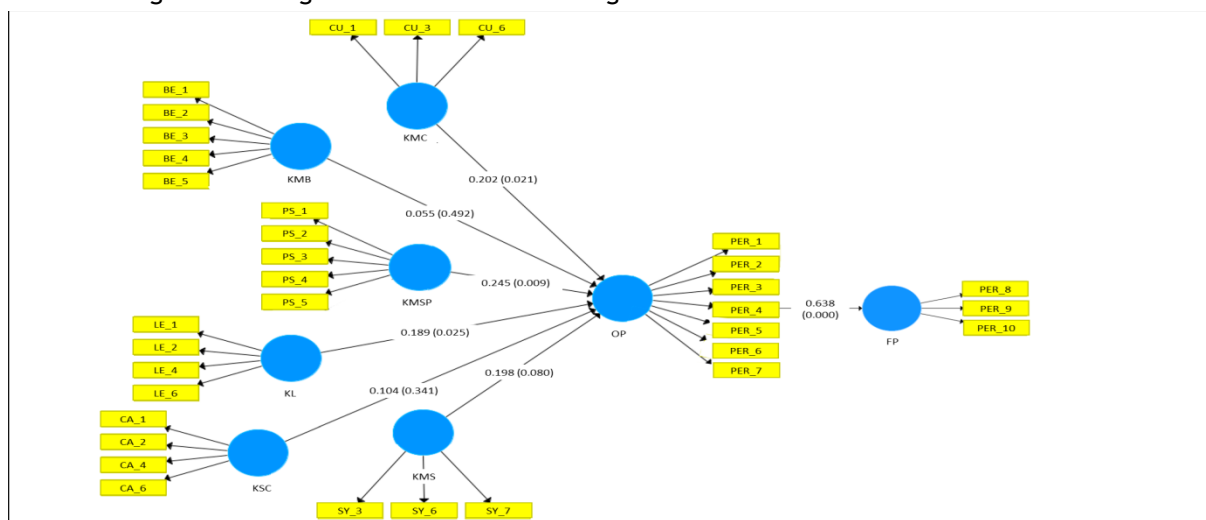 CU_1
CU_3
CU_6
KMC
BE_1
BE_2
BE_3
BE_4
BE_5
KMB
0.202 (0.021)
0.055 (0.492)
PS_1
PS_2
PS_3
PS_4
PS_5
KMSP
0.245 (0.009)
LE_1
LE_2
LE_4
LE_6
KL
0.189 (0.025)
CA_1
CA_2
CA_4
CA_6
KSC
0.104 (0.341)
KMS
0.198 (0.080)
SY_3
SY_6
SY_7
OP
PER_1
PER_2
PER_3
PER_4
PER_5
PER_6
PER_7
0.638
(0.000)
FP
PER_8
PER_9
PER_10